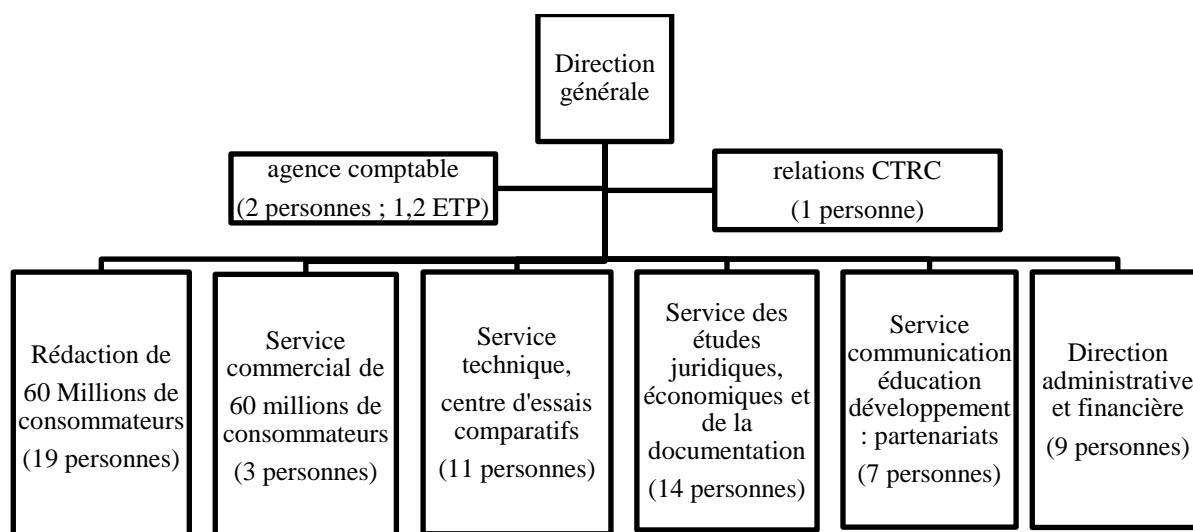 Direction
générale
agence comptable
(2 personnes ; 1,2 ETP)
relations CTRC
(1 personne)
Rédaction de
60 Millions de
consommateurs
(19 personnes)
Service
commercial de
60 millions de
consommateurs
(3 personnes)
Service
technique,
centre d'essais
comparatifs
(11 personnes)
Service des
études
juridiques,
économiques et
de la
documentation
(14 personnes)
Service
communication
éducation
développement
: partenariats
(7 personnes)
Direction
administrative
et financière
(9 personnes)